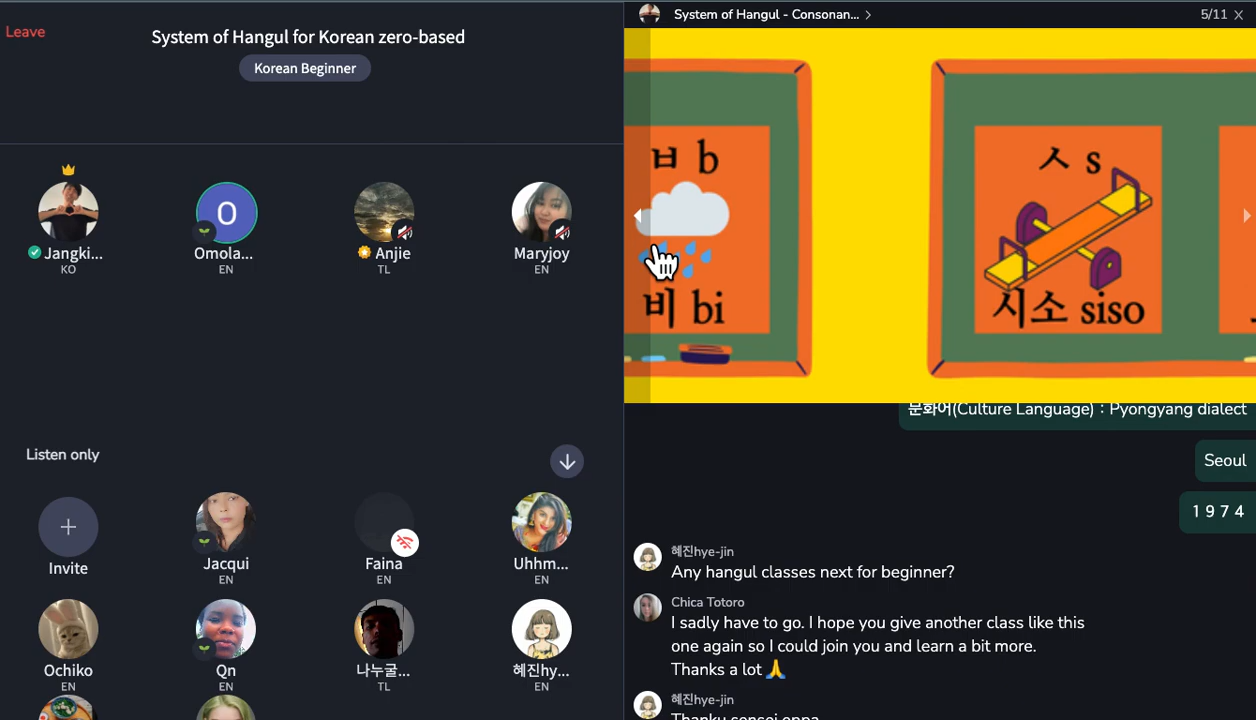 Leave
System of Hangul for Korean zero-based
Korean Beginner
Jangki...
KO
O
Omola...
EN
Anjie
TL
Maryjoy
EN
Listen only
Invite
Jacqui
EN
Faina
EN
Uhhm...
EN
Ochiko
EN
Qn
EN
나누굴...
TL
혜진hy...
EN
System of Hangul - Consonan...
5/11
ㅂ b
비 bi
ㅅ s
시소 siso
문화어(Culture Language) : Pyongyang dialect
Seoul
1 9 7 4
혜진hye-jin
Any hangul classes next for beginner?
Chica Totoro
I sadly have to go. I hope you give another class like this
one again so I could join you and learn a bit more.
Thanks a lot 🙏
혜진hye-jin
Thanku sensei oppa